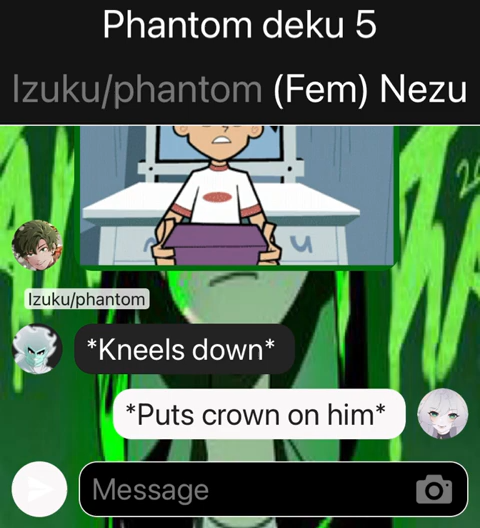 Phantom deku 5
Izuku/phantom (Fem) Nezu
Izuku/phantom
*Kneels down*
*Puts crown on him*
Message